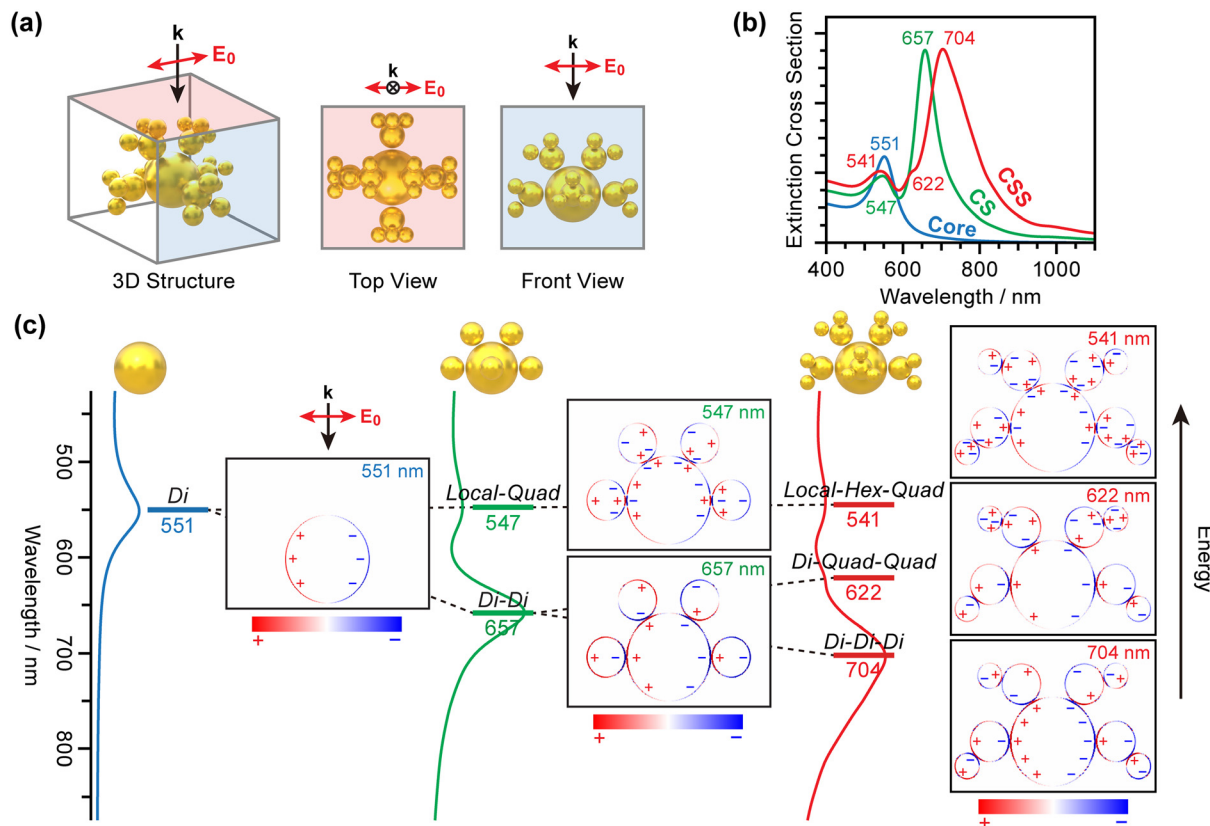 (a)
k
E₀
k
E₀
k
E₀
3D Structure
Top View
Front View
(b)
Extinction Cross Section
657
704
551
541
622
547
CSS
CS
Core
400
600
800
1000
Wavelength / nm
(c)
Wavelength / nm
500
600
700
800
Di
551
k
E₀
551 nm
+
+
+
−
−
−
+
−
Local-Quad
547
Di-Di
657
547 nm
657 nm
+
−
Local-Hex-Quad
541
Di-Quad-Quad
622
Di-Di-Di
704
541 nm
622 nm
704 nm
+
−
Energy